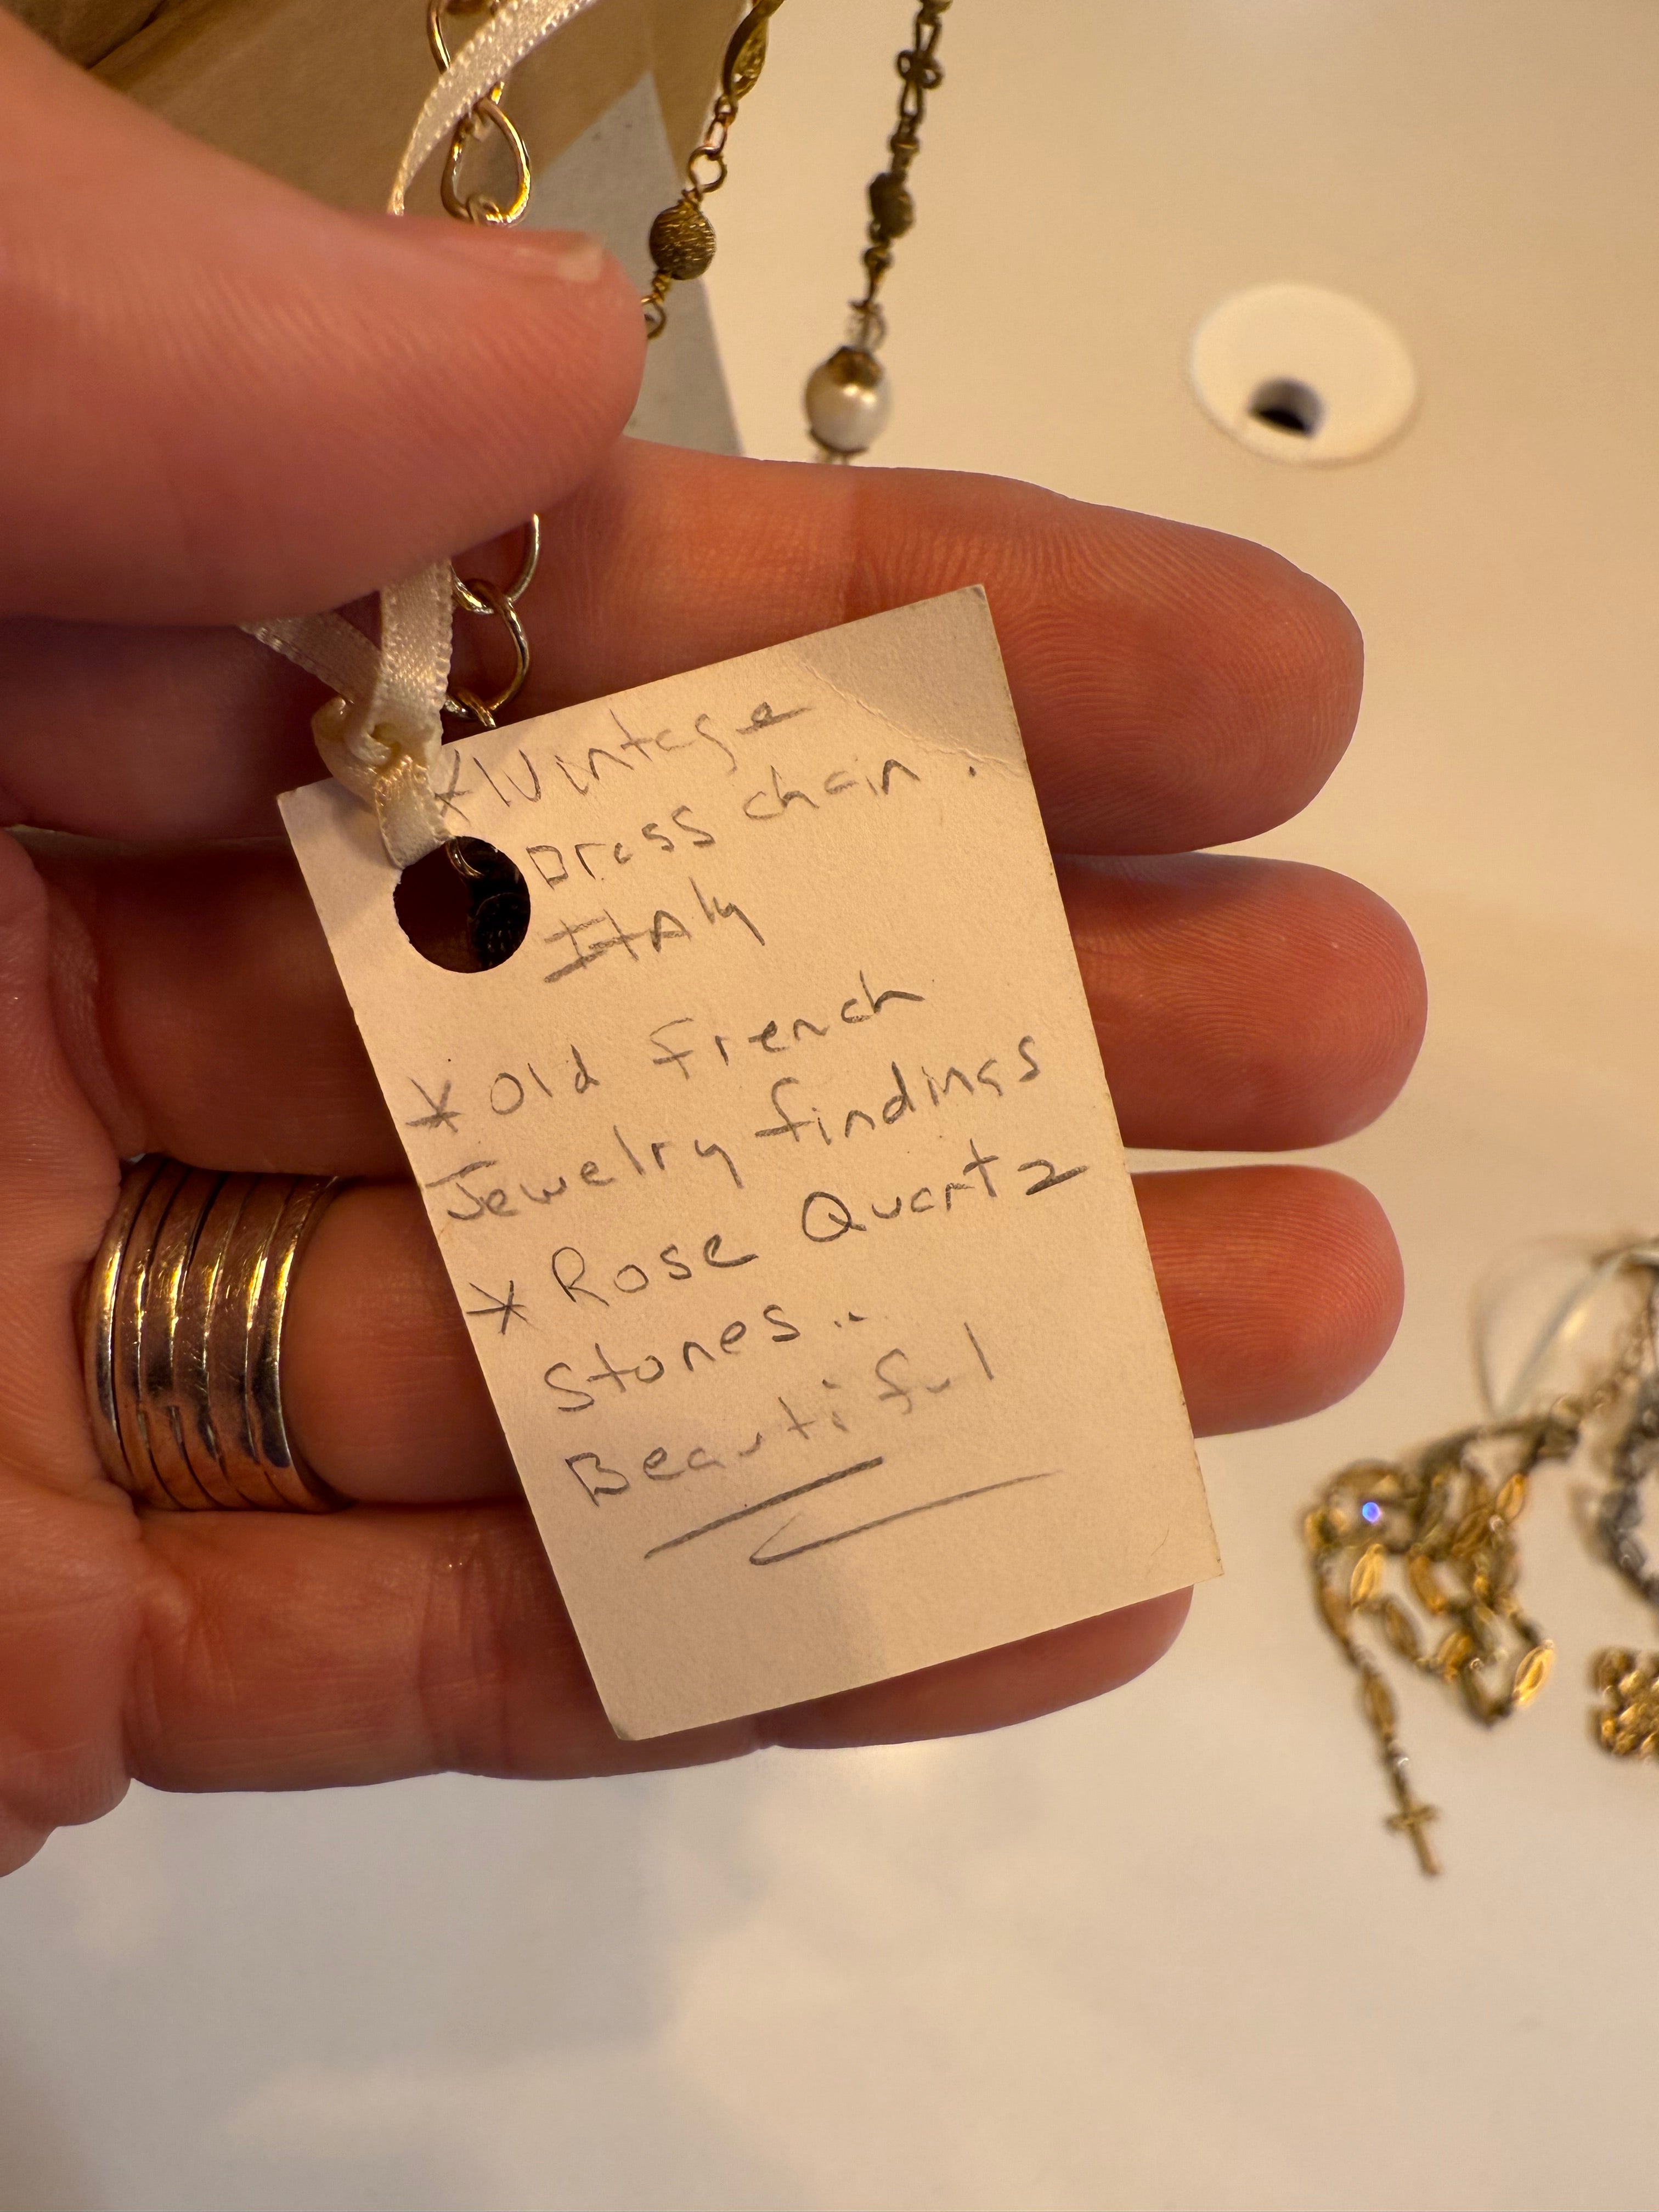 * Vintage
Brass chain.
Italy
* Old French
Jewelry findings
* Rose Quartz
Stones..
Beautiful